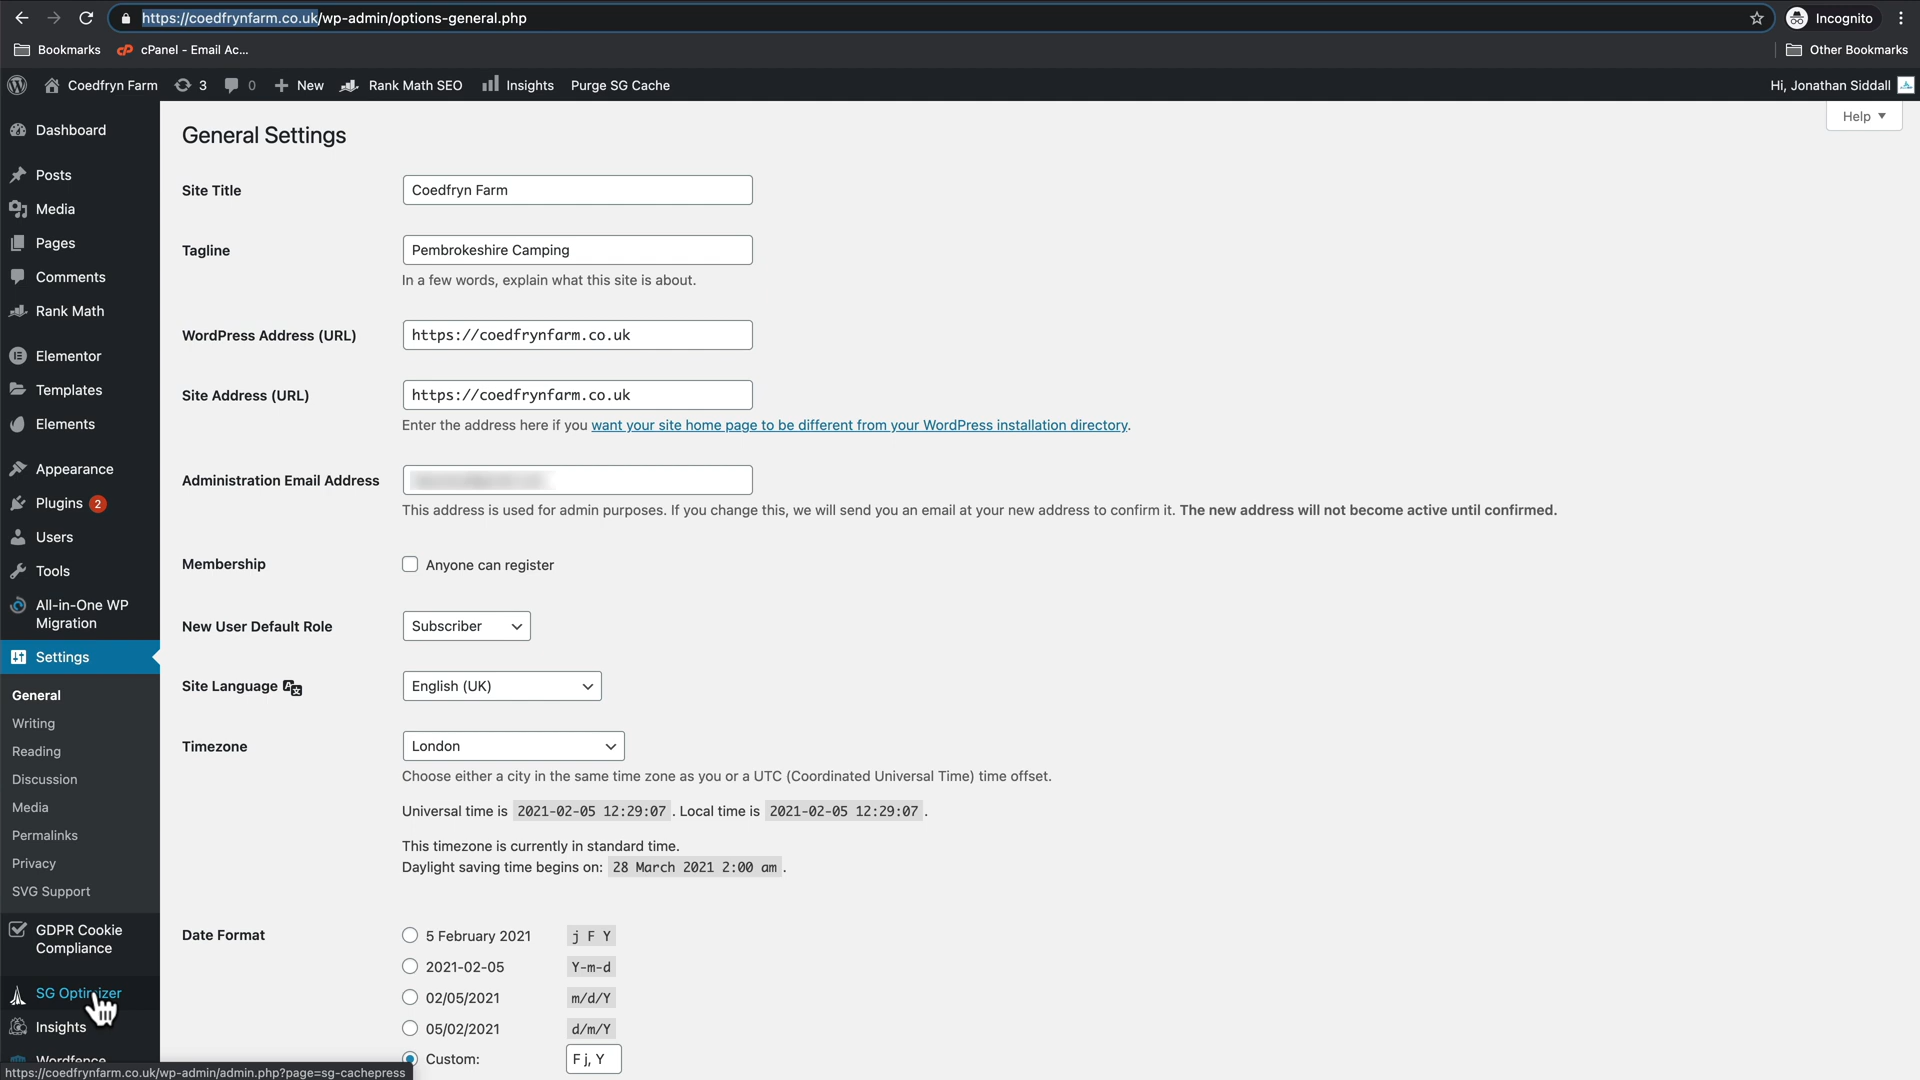 https://coedfrynfarm.co.uk/wp-admin/options-general.php
Incognito
Bookmarks
cPanel - Email Ac...
Other Bookmarks
Coedfryn Farm
3
0
New
Rank Math SEO
Insights
Purge SG Cache
Hi, Jonathan Siddall
Help
Dashboard
Posts
Media
Pages
Comments
Rank Math
Elementor
Templates
Elements
Appearance
Plugins 2
Users
Tools
All-in-One WP
Migration
Settings
General
Writing
Reading
Discussion
Media
Permalinks
Privacy
SVG Support
GDPR Cookie
Compliance
SG Optimizer
Insights
Wordfence
General Settings
Site Title
Coedfryn Farm
Tagline
Pembrokeshire Camping
In a few words, explain what this site is about.
WordPress Address (URL)
https://coedfrynfarm.co.uk
Site Address (URL)
https://coedfrynfarm.co.uk
Enter the address here if you want your site home page to be different from your WordPress installation directory.
Administration Email Address
This address is used for admin purposes. If you change this, we will send you an email at your new address to confirm it. The new address will not become active until confirmed.
Membership
Anyone can register
New User Default Role
Subscriber
Site Language
English (UK)
Timezone
London
Choose either a city in the same time zone as you or a UTC (Coordinated Universal Time) time offset.
Universal time is 2021-02-05 12:29:07. Local time is 2021-02-05 12:29:07.
This timezone is currently in standard time.
Daylight saving time begins on: 28 March 2021 2:00 am.
Date Format
5 February 2021 j F Y
2021-02-05 Y-m-d
02/05/2021 m/d/Y
05/02/2021 d/m/Y
Custom: F j, Y
https://coedfrynfarm.co.uk/wp-admin/admin.php?page=sg-cachepress